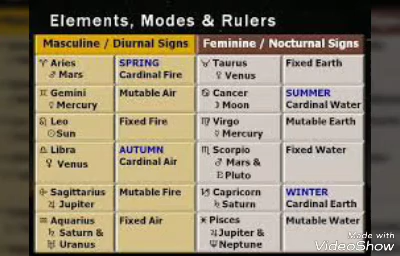 Elements, Modes & Rulers
Masculine / Diurnal Signs Feminine / Nocturnal Signs
♈ Aries SPRING ♉ Taurus Fixed Earth
♂ Mars Cardinal Fire ♀ Venus
♊ Gemini Mutable Air ♋ Cancer SUMMER
☿ Mercury ☽ Moon Cardinal Water
♌ Leo Fixed Fire ♍ Virgo Mutable Earth
☉Sun ☿ Mercury
♎ Libra AUTUMN ♏ Scorpio Fixed Water
♀ Venus Cardinal Air ♂ Mars &
♇ Pluto
♐ Sagittarius Mutable Fire ♑ Capricorn WINTER
♃ Jupiter ♄ Saturn Cardinal Earth
♒ Aquarius Fixed Air ♓ Pisces Mutable Water
♄ Saturn & ♃Jupiter &
♅ Uranus ♆Neptune
Made with
VideoShow